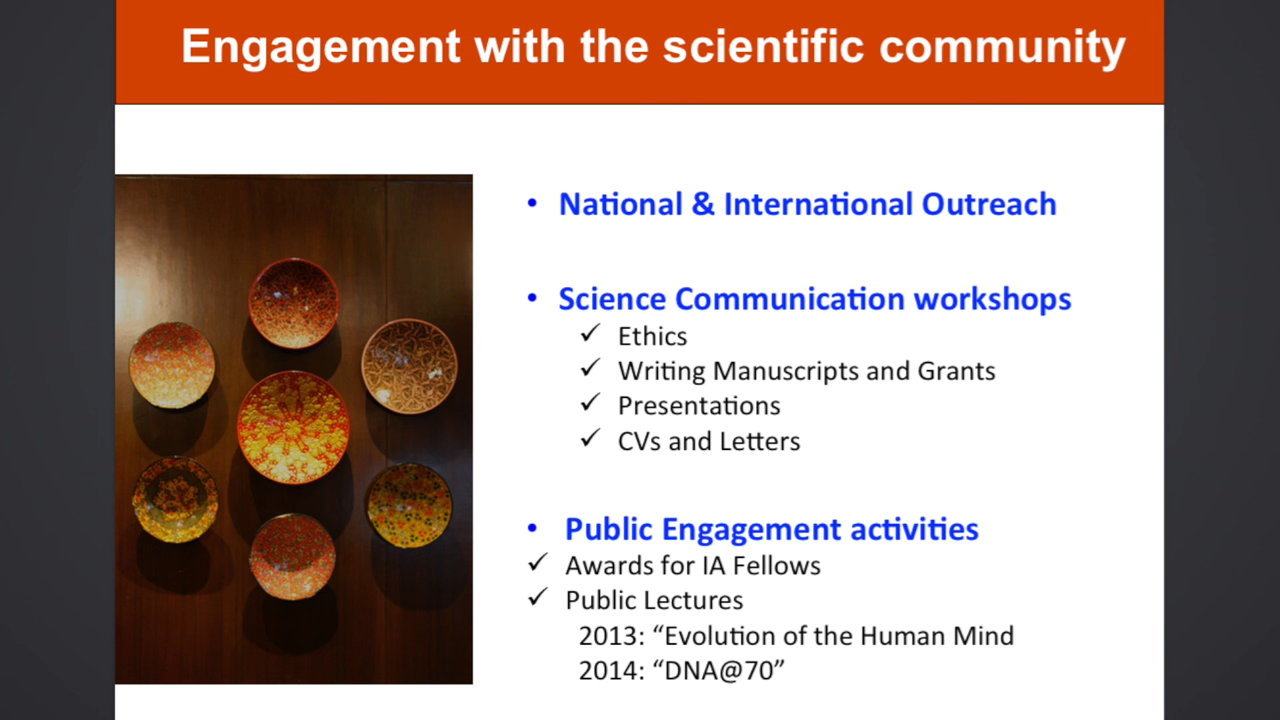 Engagement with the scientific community
• National & International Outreach
• Science Communication workshops
✓ Ethics
✓ Writing Manuscripts and Grants
✓ Presentations
✓ CVs and Letters
• Public Engagement activities
✓ Awards for IA Fellows
✓ Public Lectures
2013: “Evolution of the Human Mind
2014: “DNA@70”